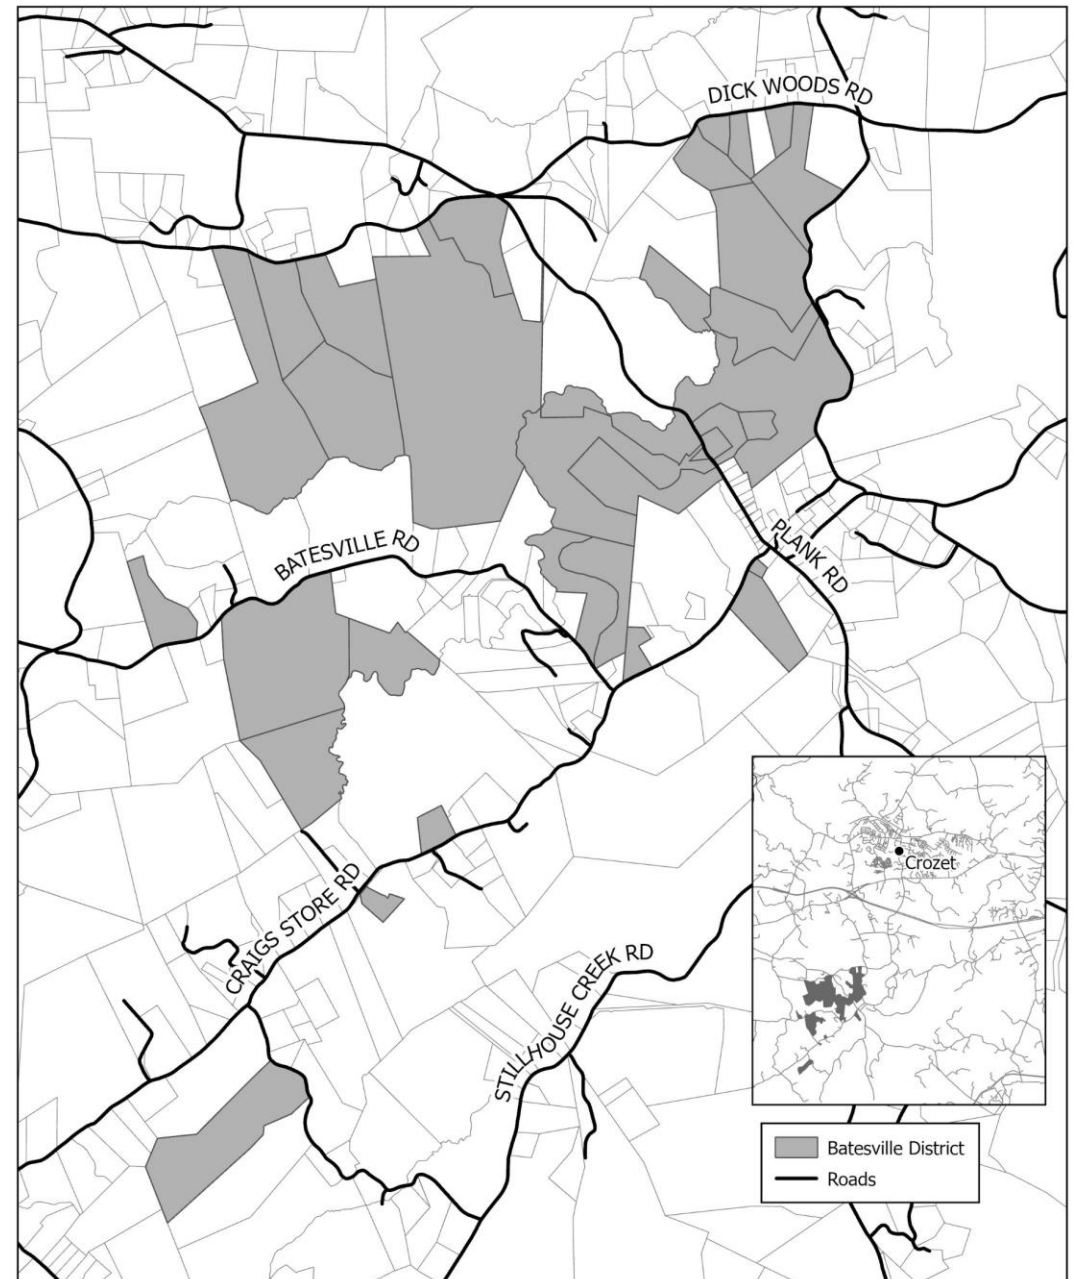 DICK WOODS RD
BATESVILLE RD
PLANK RD
Crozet
CRAIGS STORE RD
STILLHOUSE CREEK RD
Batesville District
Roads